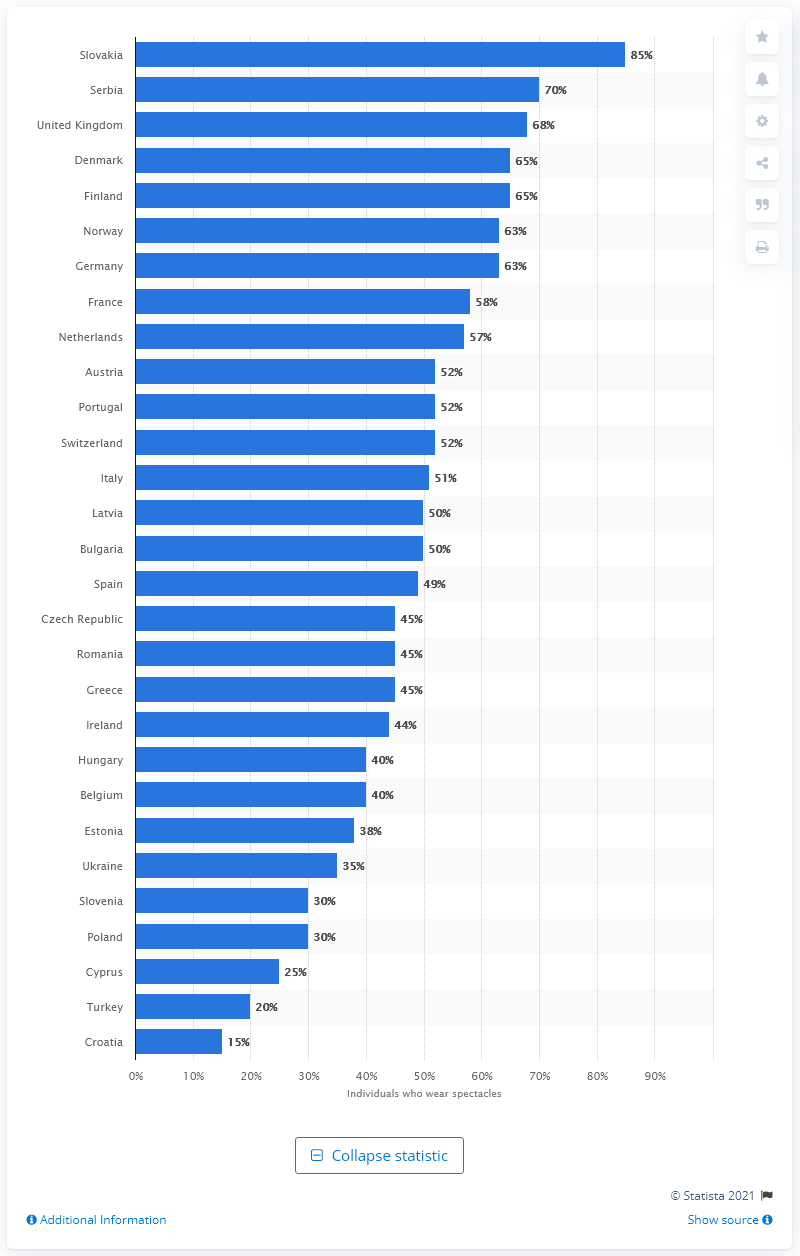 Slovakia 85%
Serbia 70%
United Kingdom 68%
Denmark 65%
Finland 65%
Norway 63%
Germany 63%
France 58%
Netherlands 57%
Austria 52%
Portugal 52%
Switzerland 52%
Italy 51%
Latvia 50%
Bulgaria 50%
Spain 49%
Czech Republic 45%
Romania 45%
Greece 45%
Ireland 44%
Hungary 40%
Belgium 40%
Estonia 38%
Ukraine 35%
Slovenia 30%
Poland 30%
Cyprus 25%
Turkey 20%
Croatia 15%
0% 10% 20% 30% 40% 50% 60% 70% 80% 90%
Individuals who wear spectacles
Collapse statistic
© Statista 2021
Additional Information Show source